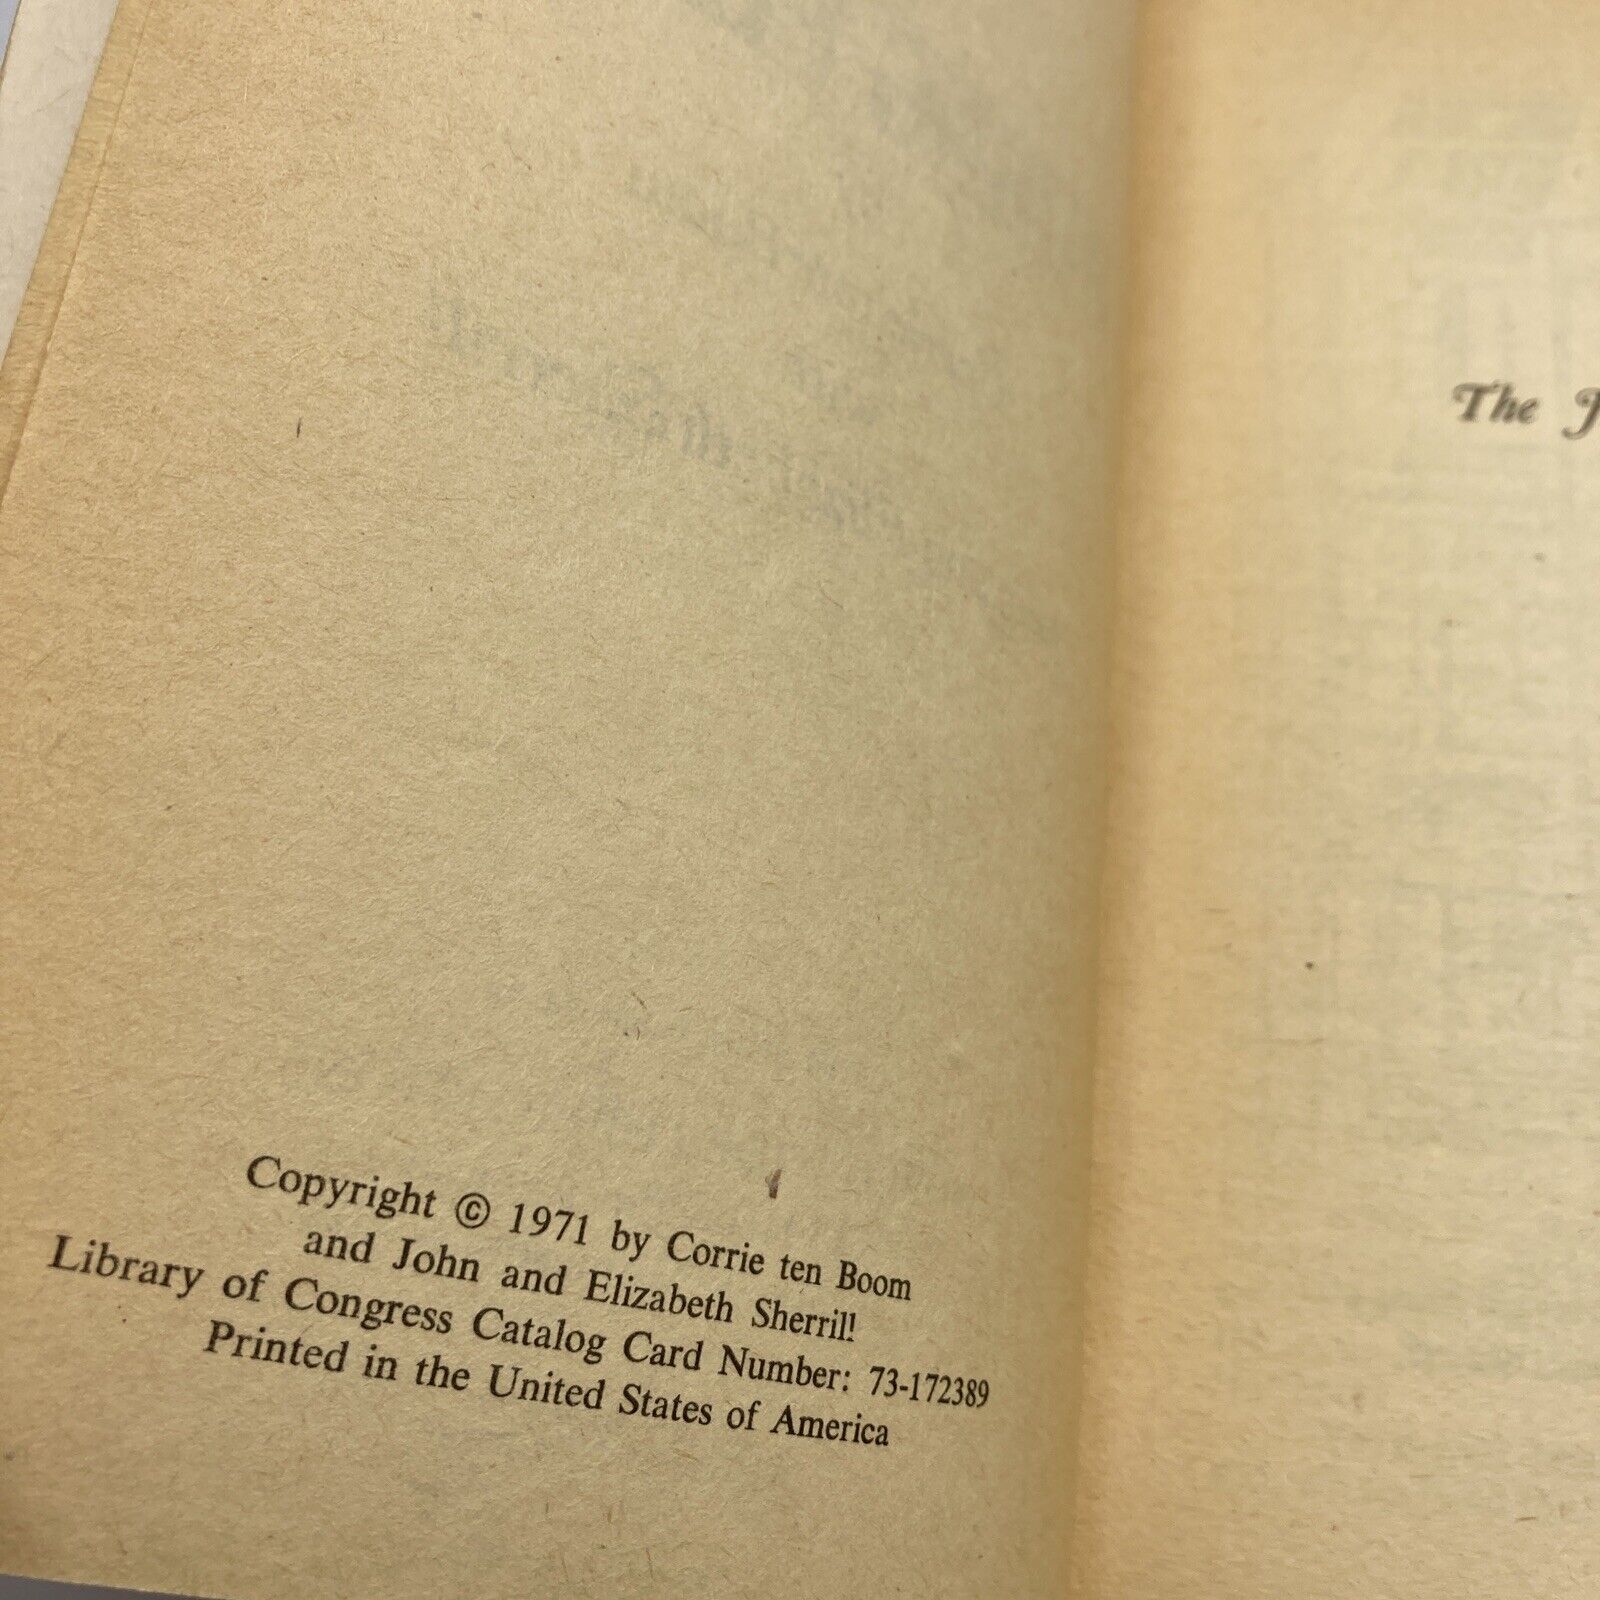 The
Copyright © 1971 by Corrie ten Boom
and John and Elizabeth Sherrill
Library of Congress Catalog Card Number: 73-172389
Printed in the United States of America